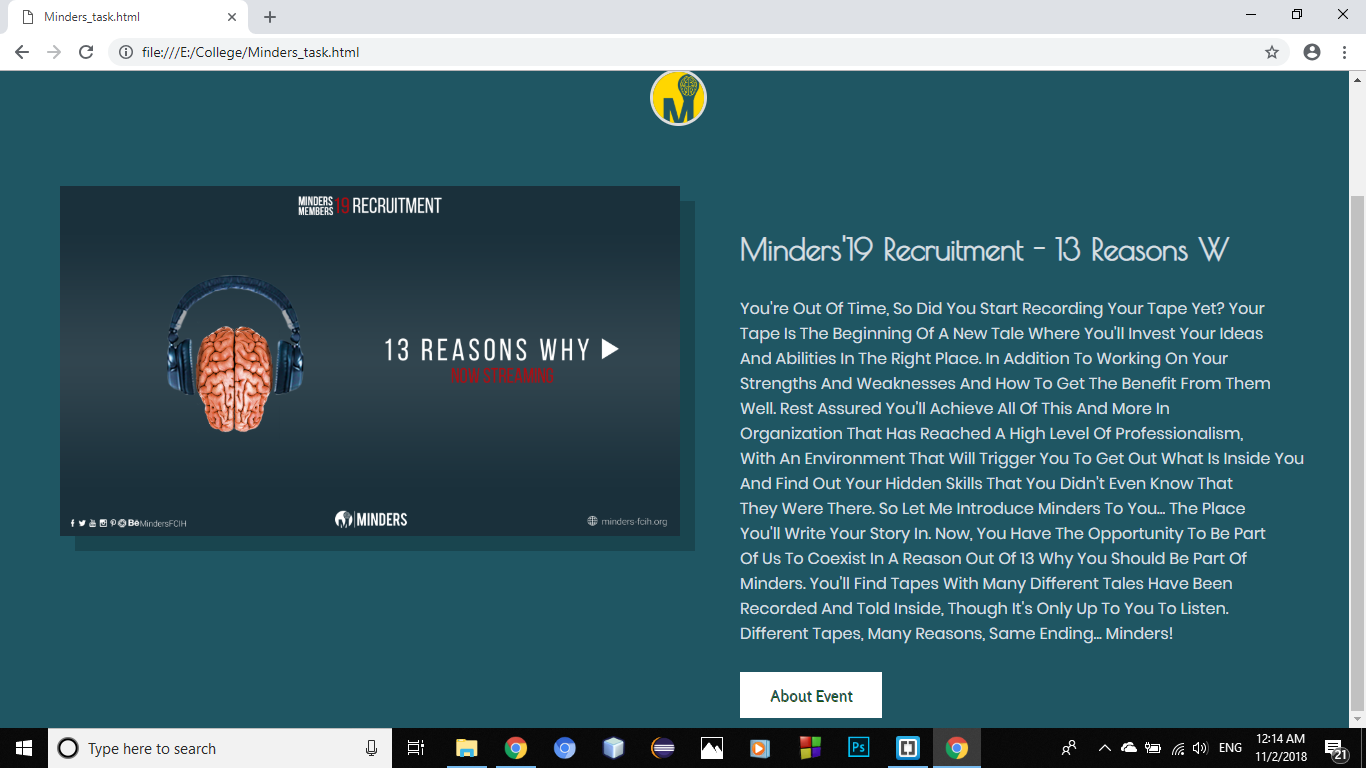 Minders_task.html
file:///E:/College/Minders_task.html
M
MINDERS
MEMBERS 19 RECRUITMENT
13 REASONS WHY
NOW STREAMING
MindersFCIH
MINDERS
minders-fcih.org
Minders'19 Recruitment - 13 Reasons W
You're Out Of Time, So Did You Start Recording Your Tape Yet? Your
Tape Is The Beginning Of A New Tale Where You'll Invest Your Ideas
And Abilities In The Right Place. In Addition To Working On Your
Strengths And Weaknesses And How To Get The Benefit From Them
Well. Rest Assured You'll Achieve All Of This And More In
Organization That Has Reached A High Level Of Professionalism,
With An Environment That Will Trigger You To Get Out What Is Inside You
And Find Out Your Hidden Skills That You Didn't Even Know That
They Were There. So Let Me Introduce Minders To You... The Place
You'll Write Your Story In. Now, You Have The Opportunity To Be Part
Of Us To Coexist In A Reason Out Of 13 Why You Should Be Part Of
Minders. You'll Find Tapes With Many Different Tales Have Been
Recorded And Told Inside, Though It's Only Up To You To Listen.
Different Tapes, Many Reasons, Same Ending... Minders!
About Event
Type here to search
Ps
ENG
12:14 AM
11/2/2018
21